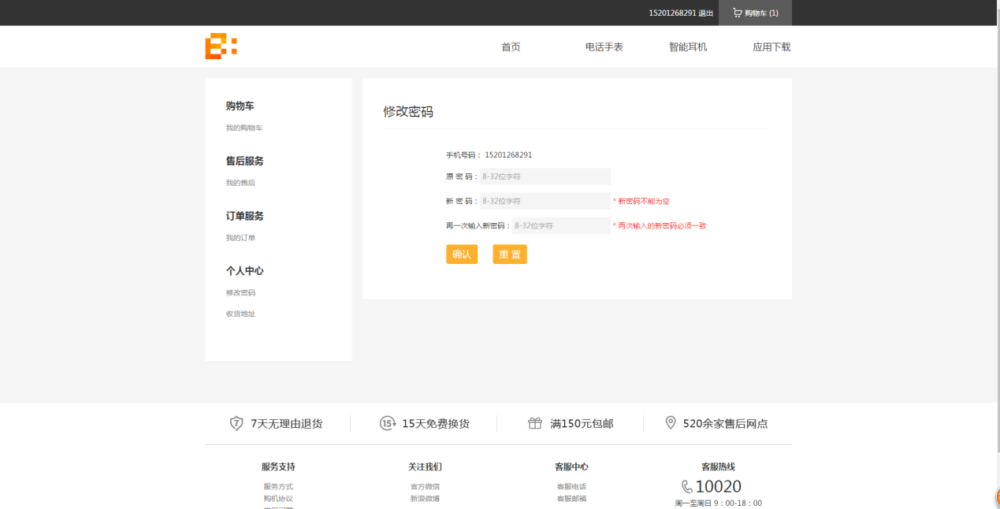 15201268291 退出 购物车 (1)
首页 电话手表 智能耳机 应用下载
购物车
我的购物车
售后服务
我的售后
订单服务
我的订单
个人中心
修改密码
收货地址
修改密码
手机号码： 15201268291
原 密 码： 8-32位字符
新 密 码： 8-32位字符 * 新密码不能为空
再一次输入新密码： 8-32位字符 * 两次输入的新密码必须一致
确认 重 置
7 7天无理由退货 15 15天免费换货 满150元包邮 520余家售后网点
服务支持 关注我们 客服中心 客服热线
服务方式 官方微信 客服电话 10020
购机协议 新浪微博 客服邮箱 周一至周日 9：00-18：00